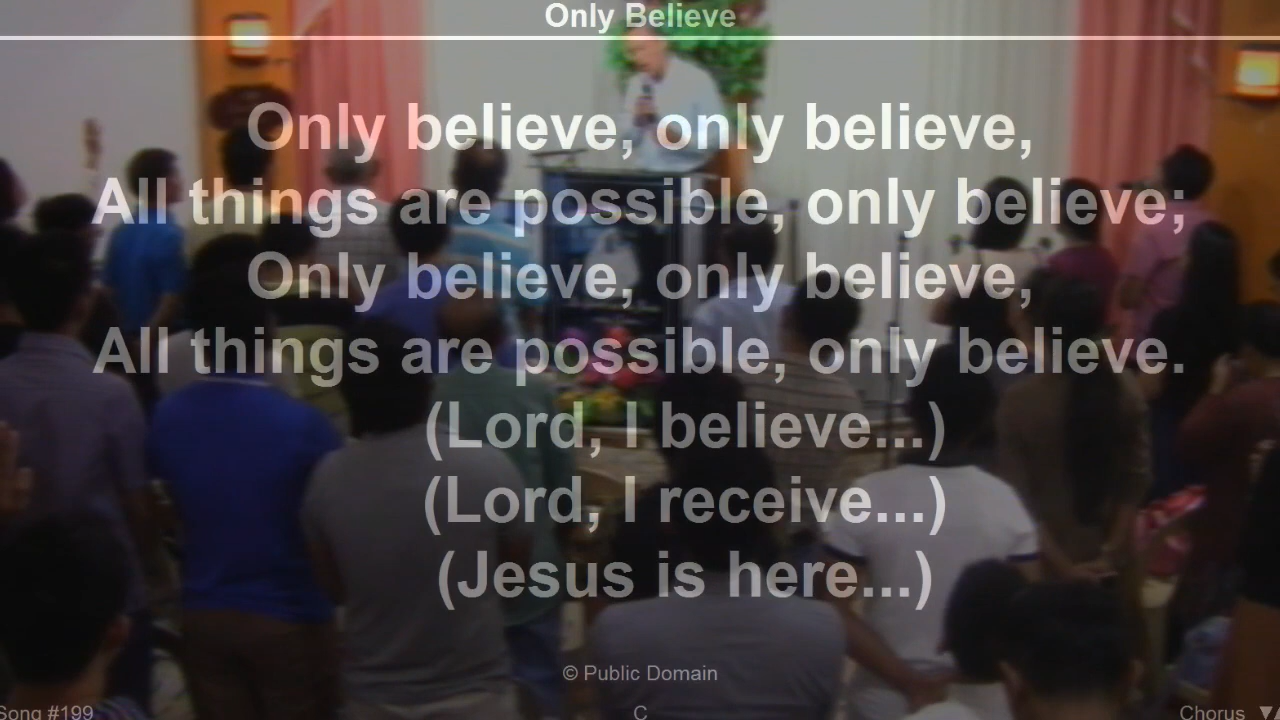 Only Believe
Only believe, only believe,
All things are possible, only believe;
Only believe, only believe,
All things are possible, only believe.
(Lord, I believe...)
(Lord, I receive...)
(Jesus is here...)
© Public Domain
Song #199
C
Chorus ▼